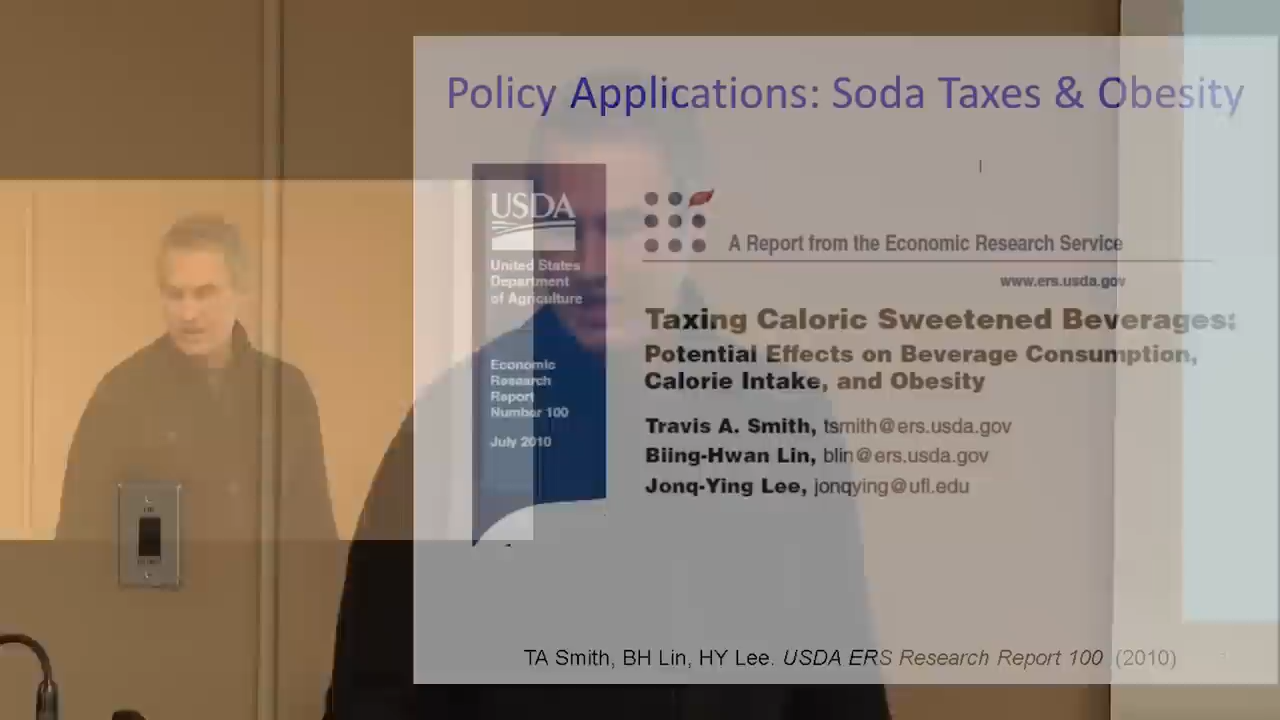 Policy Applications: Soda Taxes & Obesity
USDA
United States
Department
of Agriculture
Economic
Research
Report
Number 100
July 2010
A Report from the Economic Research Service
www.ers.usda.gov
Taxing Caloric Sweetened Beverages:
Potential Effects on Beverage Consumption,
Calorie Intake, and Obesity
Travis A. Smith, tsmith@ers.usda.gov
Biing-Hwan Lin, blin@ers.usda.gov
Jonq-Ying Lee, jonqying@ufl.edu
TA Smith, BH Lin, HY Lee. USDA ERS Research Report 100 (2010)